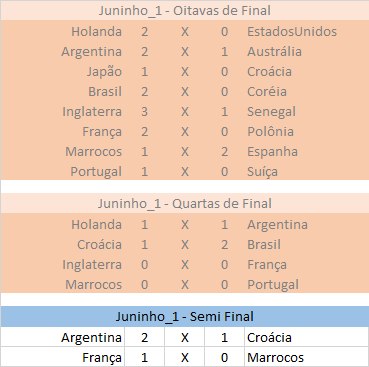 Juninho_1 - Oitavas de Final
Holanda 2 X 0 EstadosUnidos
Argentina 2 X 1 Austrália
Japão 1 X 0 Croácia
Brasil 2 X 0 Coréia
Inglaterra 3 X 1 Senegal
França 2 X 0 Polônia
Marrocos 1 X 2 Espanha
Portugal 1 X 0 Suíça
Juninho_1 - Quartas de Final
Holanda 1 X 1 Argentina
Croácia 1 X 2 Brasil
Inglaterra 0 X 0 França
Marrocos 0 X 0 Portugal
Juninho_1 - Semi Final
Argentina 2 X 1 Croácia
França 1 X 0 Marrocos